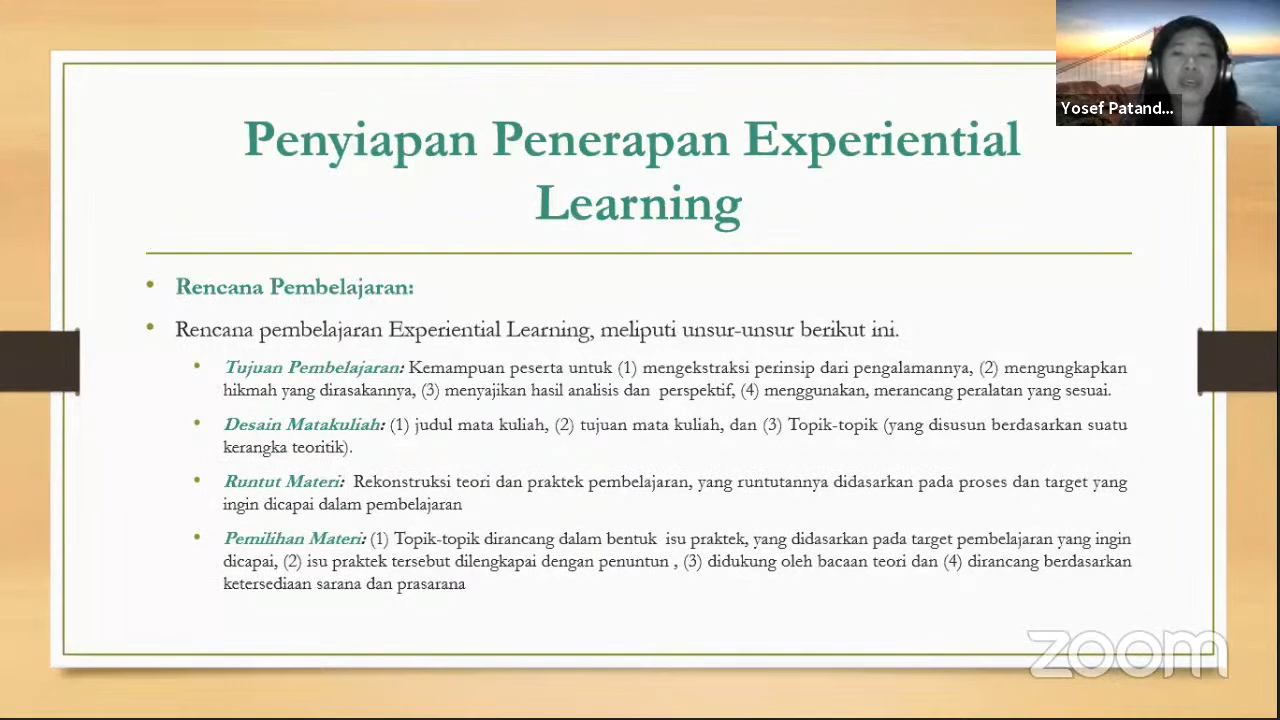 Yosef Patand...
Penyiapan Penerapan Experiential
Learning
• Rencana Pembelajaran:
• Rencana pembelajaran Experiential Learning, meliputi unsur-unsur berikut ini.
• Tujuan Pembelajaran: Kemampuan peserta untuk (1) mengekstraksi perinsip dari pengalamannya, (2) mengungkapkan
hikmah yang dirasakannya, (3) menyajikan hasil analisis dan perspektif, (4) menggunakan, merancang peralatan yang sesuai.
• Desain Matakuliah: (1) judul mata kuliah, (2) tujuan mata kuliah, dan (3) Topik-topik (yang disusun berdasarkan suatu
kerangka teoritik).
• Runtut Materi: Rekonstruksi teori dan praktek pembelajaran, yang runtutannya didasarkan pada proses dan target yang
ingin dicapai dalam pembelajaran
• Pemilihan Materi: (1) Topik-topik dirancang dalam bentuk isu praktek, yang didasarkan pada target pembelajaran yang ingin
dicapai, (2) isu praktek tersebut dilengkapai dengan penuntun , (3) didukung oleh bacaan teori dan (4) dirancang berdasarkan
ketersediaan sarana dan prasarana
zoom